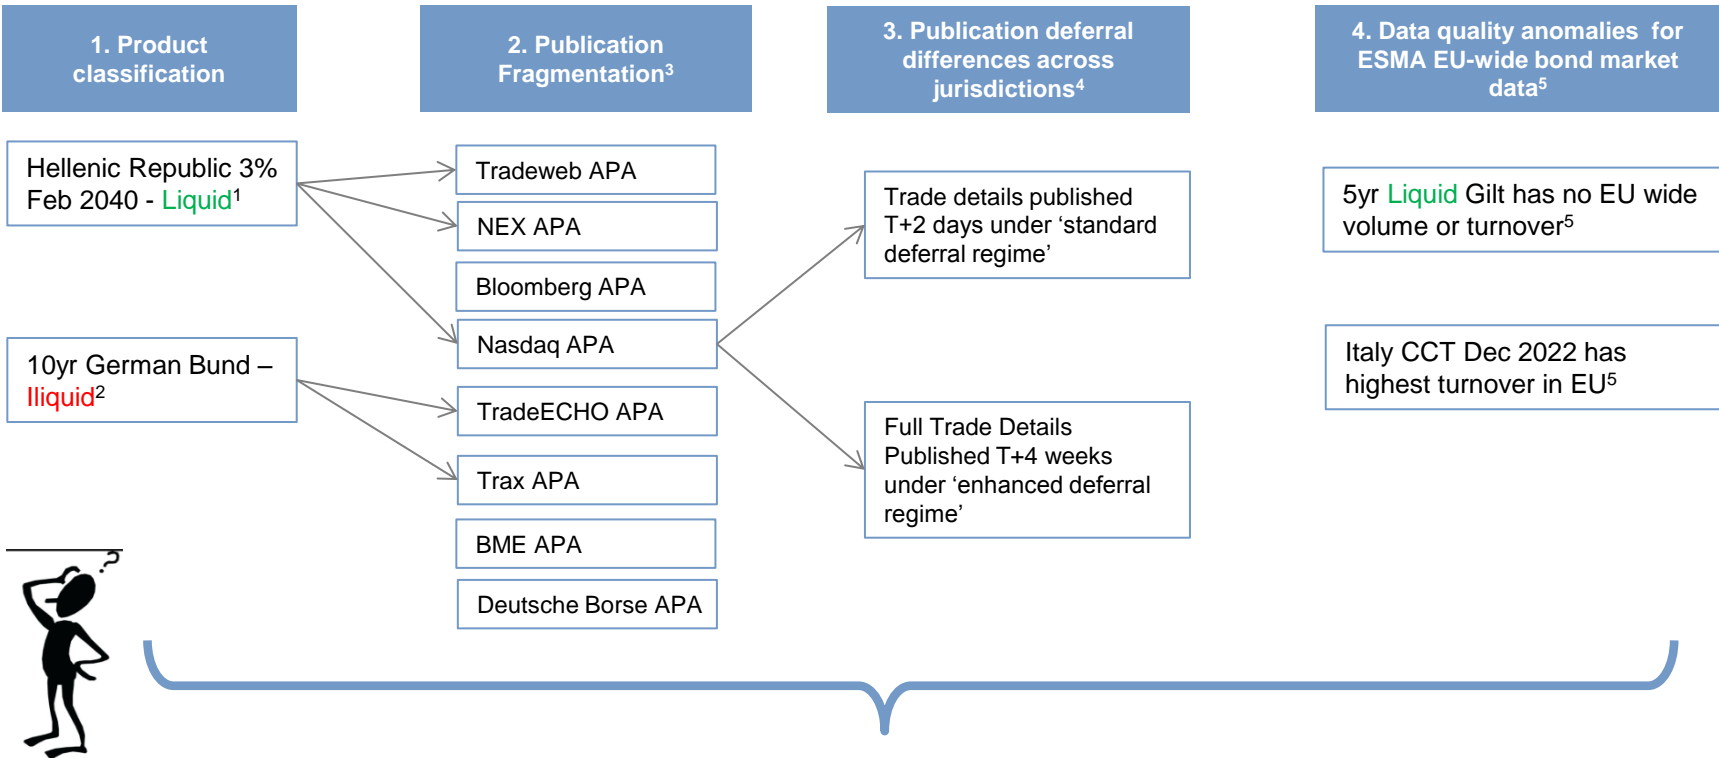 1. Product
classification
2. Publication
Fragmentation³
3. Publication deferral
differences across
jurisdictions⁴
4. Data quality anomalies for
ESMA EU-wide bond market
data⁵
Hellenic Republic 3%
Feb 2040 - Liquid¹
10yr German Bund –
Iliquid²
Tradeweb APA
NEX APA
Bloomberg APA
Nasdaq APA
TradeECHO APA
Trax APA
BME APA
Deutsche Borse APA
Trade details published
T+2 days under ‘standard
deferral regime’
Full Trade Details
Published T+4 weeks
under ‘enhanced deferral
regime’
5yr Liquid Gilt has no EU wide
volume or turnover⁵
Italy CCT Dec 2022 has
highest turnover in EU⁵
?